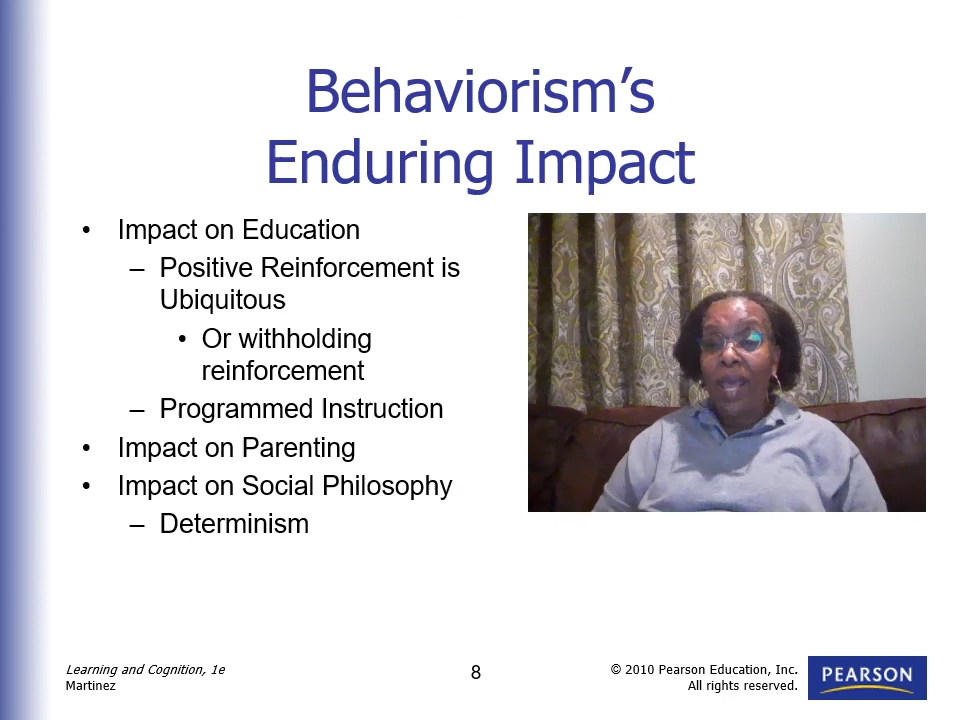 Behaviorism’s
Enduring Impact
• Impact on Education
– Positive Reinforcement is
Ubiquitous
• Or withholding
reinforcement
– Programmed Instruction
• Impact on Parenting
• Impact on Social Philosophy
– Determinism
Learning and Cognition, 1e
Martinez
8
© 2010 Pearson Education, Inc.
All rights reserved.
PEARSON